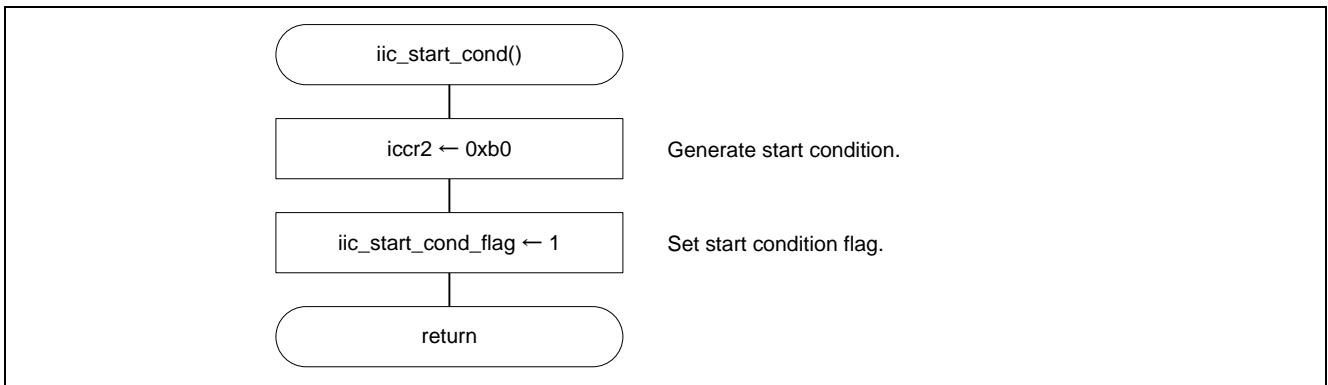 iic_start_cond()
iccr2 ← 0xb0
Generate start condition.
iic_start_cond_flag ← 1
Set start condition flag.
return